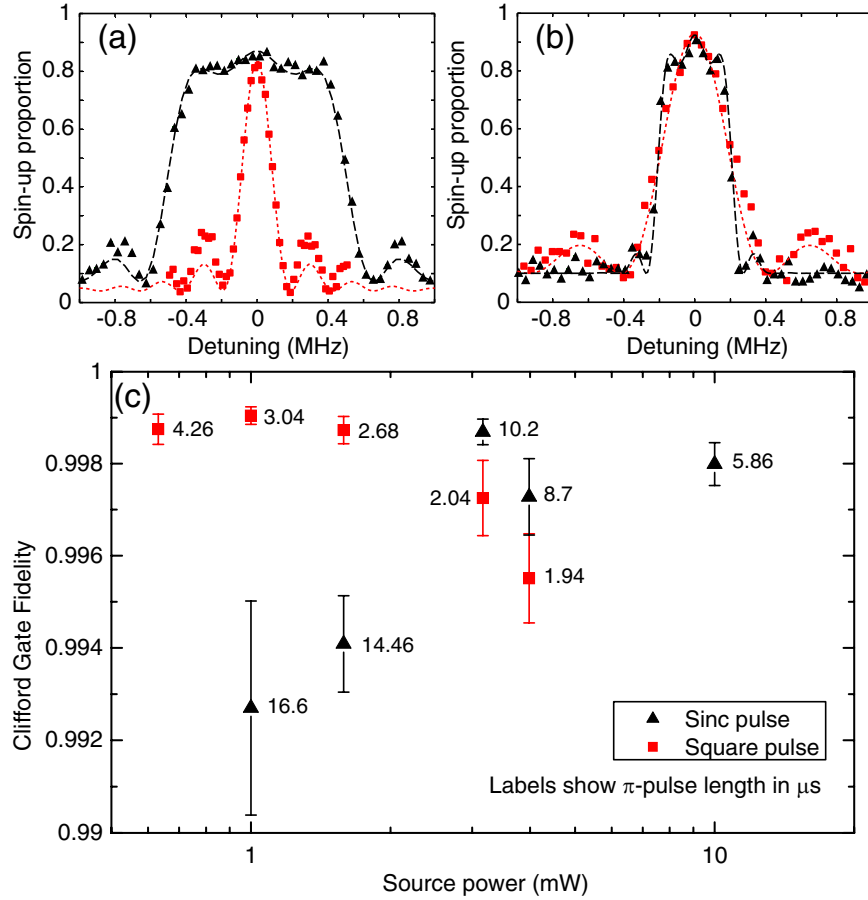 (a)
Spin-up proportion
1
0.8
0.6
0.4
0.2
0
-0.8 -0.4 0 0.4 0.8
Detuning (MHz)
(b)
Spin-up proportion
1
0.8
0.6
0.4
0.2
0
-0.8 -0.4 0 0.4 0.8
Detuning (MHz)
(c)
Clifford Gate Fidelity
1
0.998
0.996
0.994
0.992
0.99
4.26
3.04
2.68
10.2
2.04
8.7
5.86
1.94
14.46
16.6
Sinc pulse
Square pulse
Labels show π-pulse length in μs
1 10
Source power (mW)